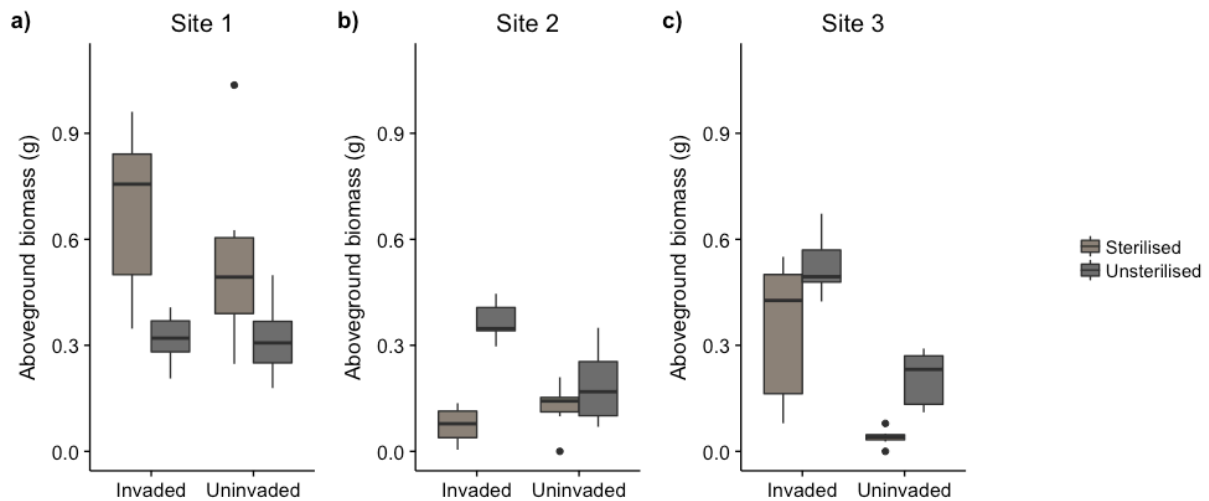 a) Site 1
Aboveground biomass (g)
0.9
0.6
0.3
0.0
Invaded Uninvaded
b) Site 2
Aboveground biomass (g)
0.9
0.6
0.3
0.0
Invaded Uninvaded
c) Site 3
Aboveground biomass (g)
0.9
0.6
0.3
0.0
Invaded Uninvaded
Sterilised
Unsterilised